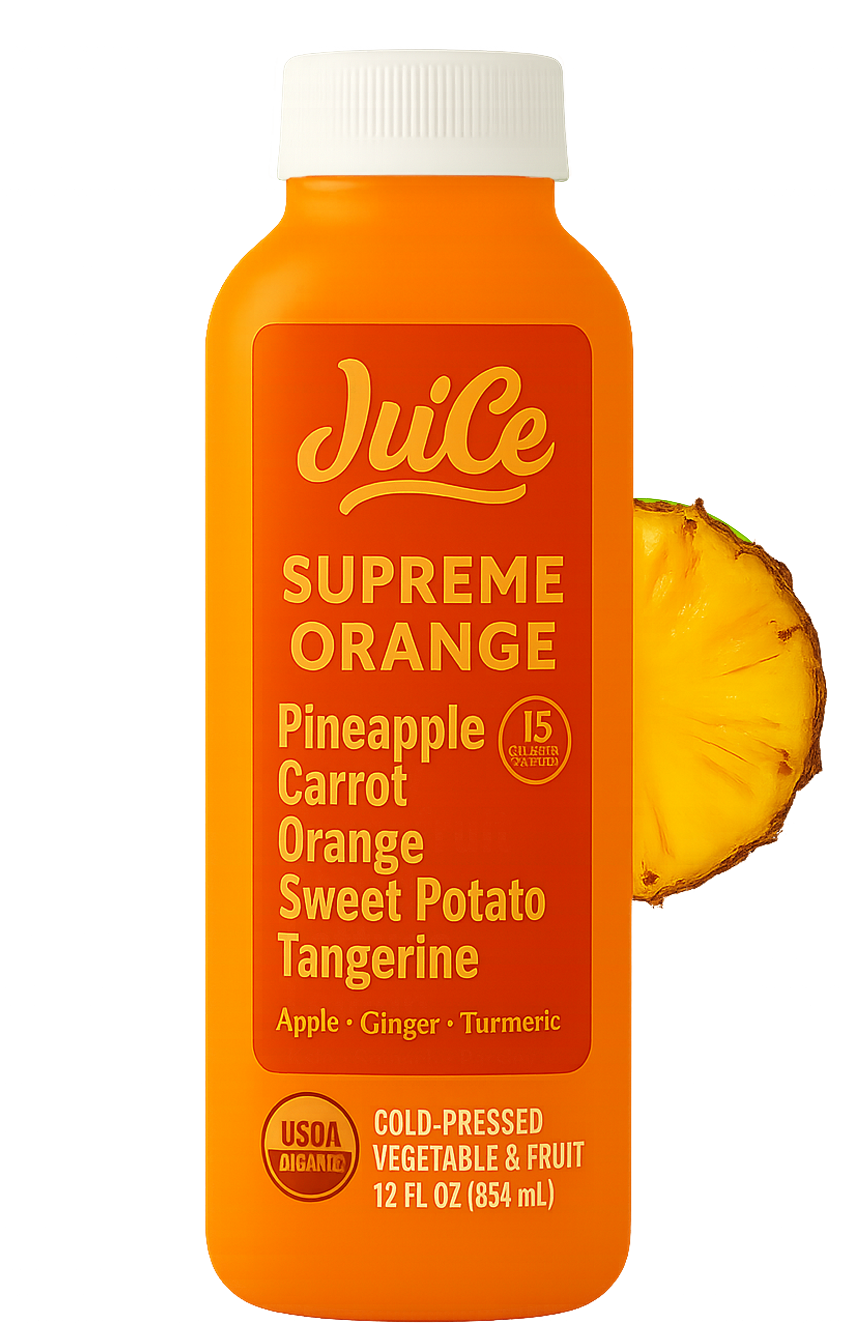 JuiCe
SUPREME
ORANGE
Pineapple
15
Carrot
Orange
Sweet Potato
Tangerine
Apple · Ginger · Turmeric
USOA
COLD-PRESSED
VEGETABLE & FRUIT
12 FL OZ (854 mL)